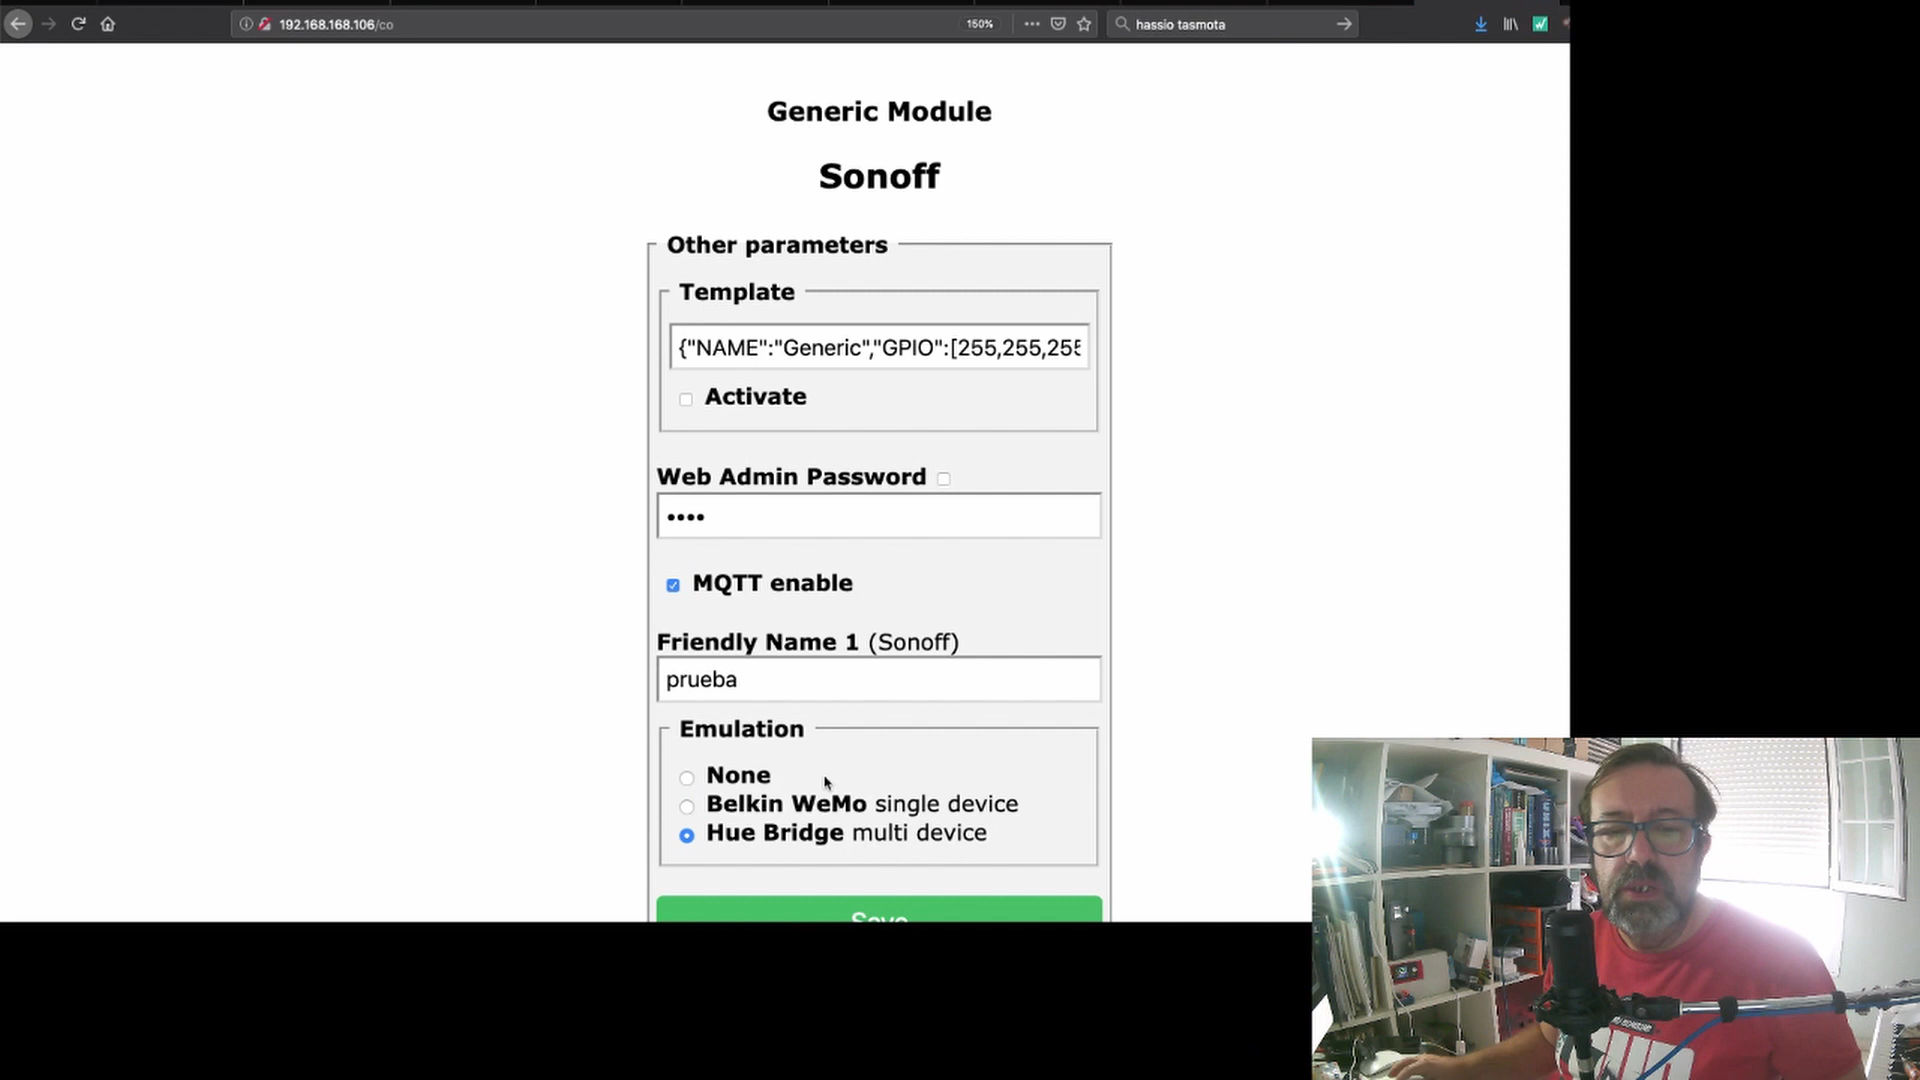 192.168.168.106/co
150%
hassio tasmota
Generic Module
Sonoff
Other parameters
Template
{"NAME":"Generic","GPIO":[255,255,255
Activate
Web Admin Password
••••
MQTT enable
Friendly Name 1 (Sonoff)
prueba
Emulation
None
Belkin WeMo single device
Hue Bridge multi device
Save
UNIX